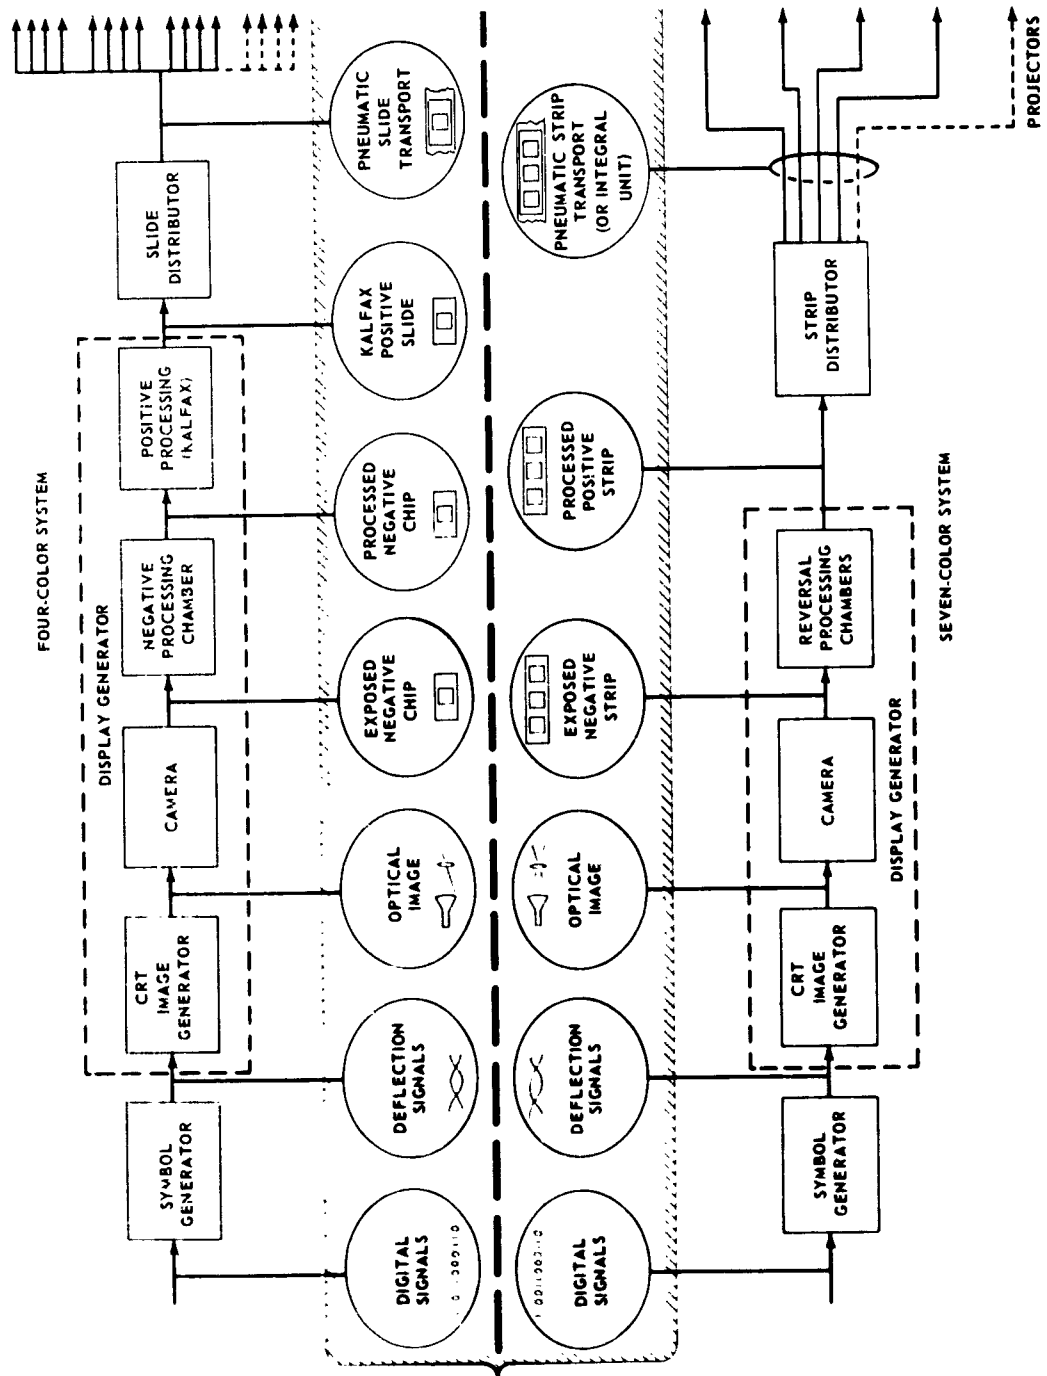 FOUR-COLOR SYSTEM
DISPLAY GENERATOR
SYMBOL
GENERATOR
CRT
IMAGE
GENERATOR
CAMERA
NEGATIVE
PROCESSING
CHAMBER
POSITIVE
PROCESSING
(KALFAX)
SLIDE
DISTRIBUTOR
DIGITAL
SIGNALS
DEFLECTION
SIGNALS
OPTICAL
IMAGE
EXPOSED
NEGATIVE
CHIP
PROCESSED
NEGATIVE
CHIP
KALFAX
POSITIVE
SLIDE
PNEUMATIC
SLIDE
TRANSPORT
DIGITAL
SIGNALS
DEFLECTION
SIGNALS
OPTICAL
IMAGE
EXPOSED
NEGATIVE
STRIP
PROCESSED
POSITIVE
STRIP
PNEUMATIC STRIP
TRANSPORT
(OR INTEGRAL
UNIT)
SYMBOL
GENERATOR
CRT
IMAGE
GENERATOR
CAMERA
REVERSAL
PROCESSING
CHAMBERS
STRIP
DISTRIBUTOR
DISPLAY GENERATOR
SEVEN-COLOR SYSTEM
PROJECTORS